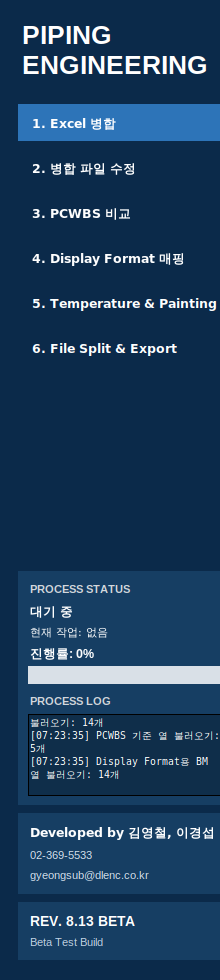 PIPING
ENGINEERING
1. Excel 병합
2. 병합 파일 수정
3. PCWBS 비교
4. Display Format 매핑
5. Temperature & Painting
6. File Split & Export
PROCESS STATUS
대기 중
현재 작업: 없음
진행률: 0%
PROCESS LOG
불러오기: 14개
[07:23:35] PCWBS 기준 열 불러오기:
5개
[07:23:35] Display Format용 BM
열 불러오기: 14개
Developed by 김영철, 이경섭
02-369-5533
gyeongsub@dlenc.co.kr
REV. 8.13 BETA
Beta Test Build